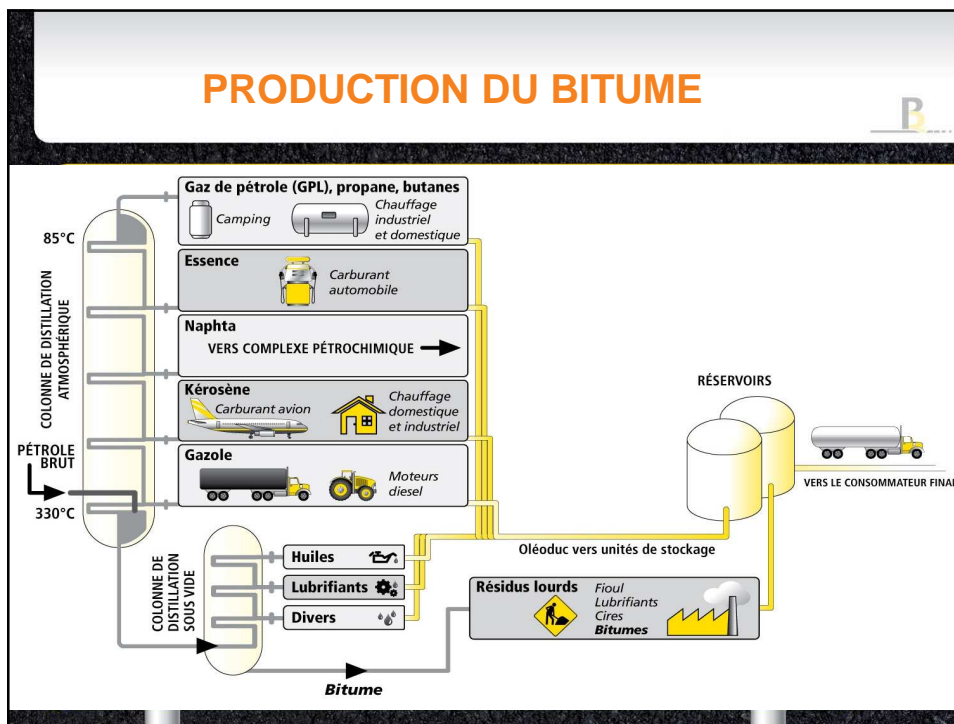 PRODUCTION DU BITUME
B
Gaz de pétrole (GPL), propane, butanes
Camping
Chauffage
industriel
et domestique
85°C
Essence
Carburant
automobile
COLONNE DE DISTILLATION
ATMOSPHÉRIQUE
Naphta
VERS COMPLEXE PÉTROCHIMIQUE
Kérosène
Carburant avion
Chauffage
domestique
et industriel
PÉTROLE
BRUT
Gazole
Moteurs
diesel
330°C
RÉSERVOIRS
VERS LE CONSOMMATEUR FINAL
Oléoduc vers unités de stockage
COLONNE DE
DISTILLATION
SOUS VIDE
Huiles
Lubrifiants
Divers
Résidus lourds
Fioul
Lubrifiants
Cires
Bitumes
Bitume